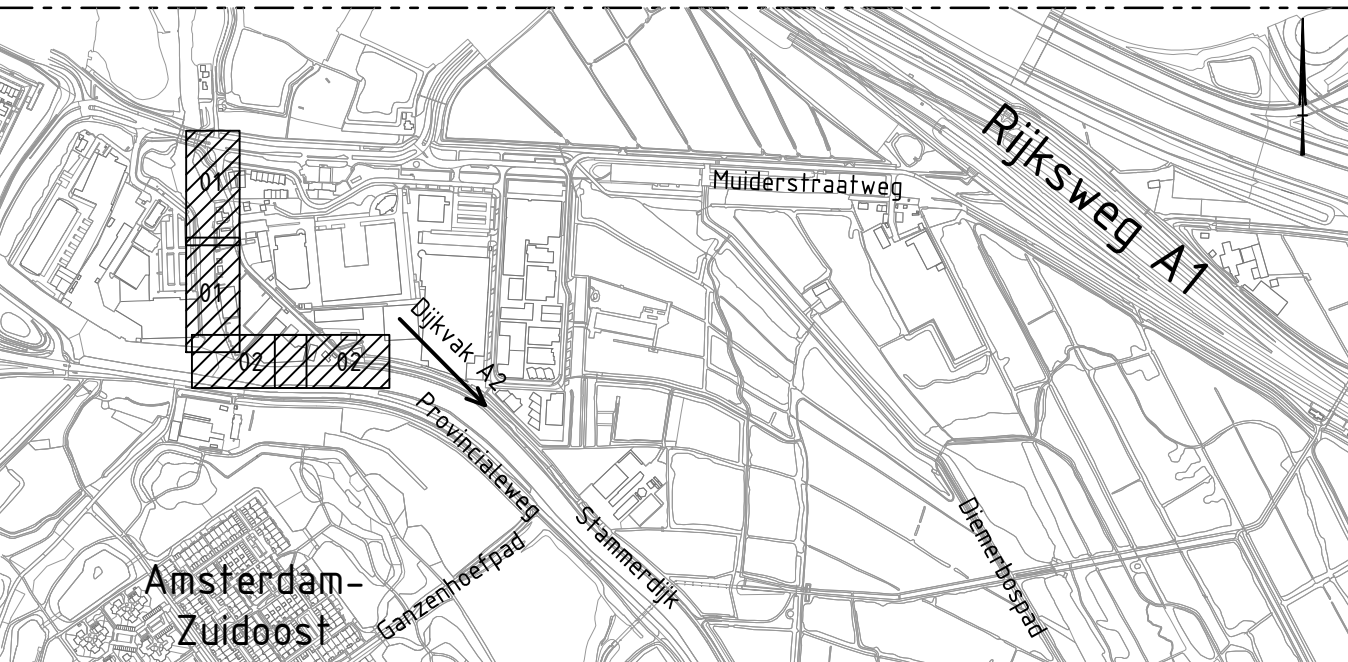 Rijksweg A1
Muiderstraatweg
01
01
02
02
Dijkvak A2
Provincialeweg
Stammerdijk
Ganzenhoefpad
Diemerbospad
Amsterdam-
Zuidoost